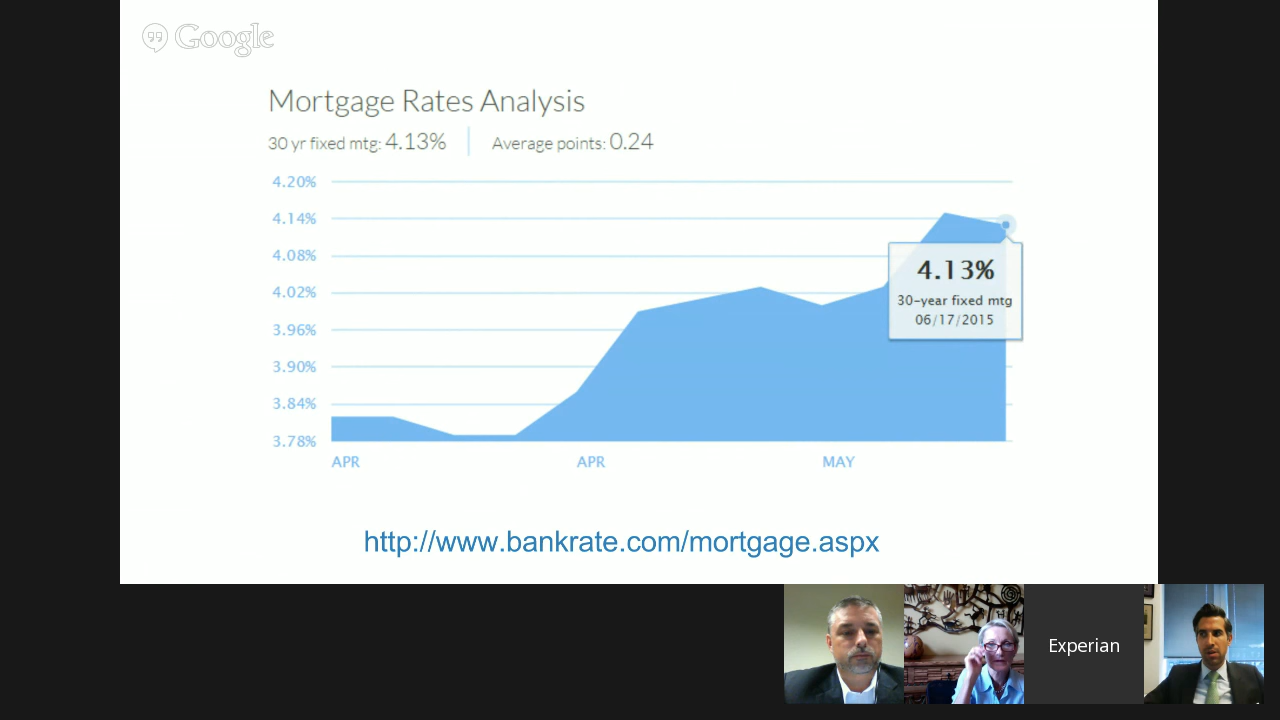 Google
Mortgage Rates Analysis
30 yr fixed mtg: 4.13% Average points: 0.24
4.20%
4.14%
4.08%
4.02%
3.96%
3.90%
3.84%
3.78%
4.13%
30-year fixed mtg
06/17/2015
APR APR MAY
http://www.bankrate.com/mortgage.aspx
Experian